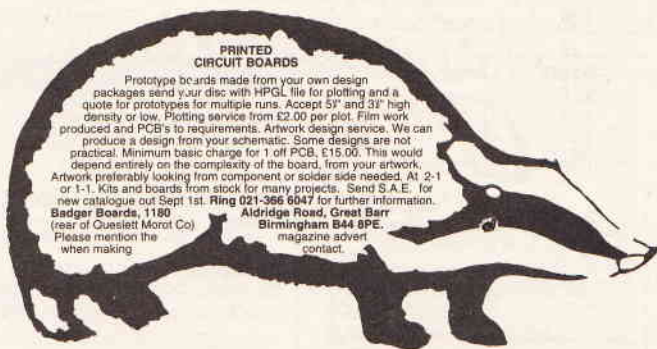 PRINTED
CIRCUIT BOARDS
Prototype boards made from your own design
packages send your disc with HPGL file for plotting and a
quote for prototypes for multiple runs. Accept 5¼" and 3½" high
density or low. Plotting service from £2.00 per plot. Film work
produced and PCB's to requirements. Artwork design service. We can
produce a design from your schematic. Some designs are not
practical. Minimum basic charge for 1 off PCB, £15.00. This would
depend entirely on the complexity of the board, from your artwork.
Artwork preferably looking from component or solder side needed, At 2-1
or 1-1. Kits and boards from stock for many projects. Send S.A.E. for
new catalogue out Sept 1st. Ring 021-366 6047 for further information.
Badger Boards, 1180 Aldridge Road, Great Barr
(rear of Queslett Morot Co) Birmingham B44 8PE.
Please mention the magazine advert
when making contact.